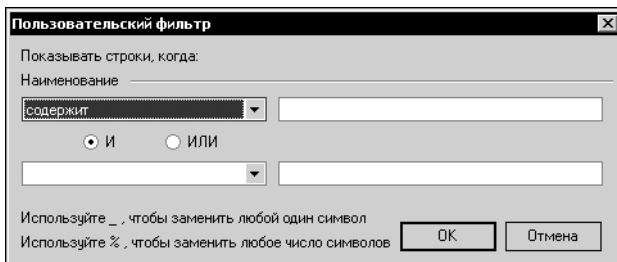 Пользовательский фильтр
Показывать строки, когда:
Наименование
содержит
И ИЛИ
Используйте _ , чтобы заменить любой один символ
Используйте % , чтобы заменить любое число символов
OK Отмена